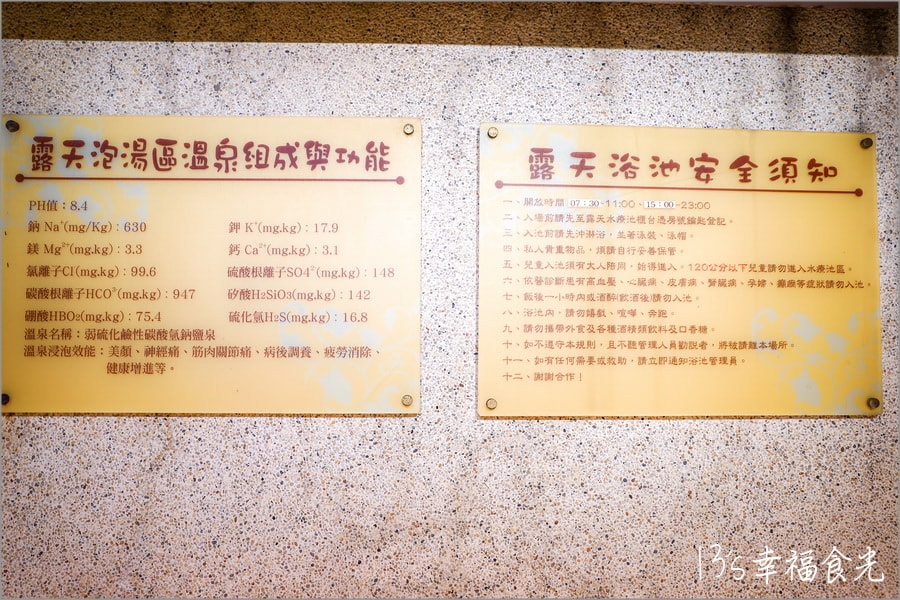 露天泡湯區溫泉組成與功能
PH值：8.4
鈉 Na⁺(mg/Kg)：630
鉀 K⁺(mg.kg)：17.9
鎂 Mg²⁺(mg.kg)：3.3
鈣 Ca²⁺(mg.kg)：3.1
氯離子Cl(mg.kg)：99.6
硫酸根離子SO4²(mg.kg)：148
碳酸根離子HCO³(mg.kg)：947
矽酸H2SiO3(mg.kg)：142
硼酸HBO2(mg.kg)：75.4
硫化氫H2S(mg.kg)：16.8
溫泉名稱：弱硫化鹼性碳酸氫鈉鹽泉
溫泉浸泡效能：美顏、神經痛、筋肉關節痛、病後調養、疲勞消除、
健康增進等。
露天浴池安全須知
一、開放時間 07：30~11:00、15：00~23:00
二、入場前請先至露天水療池櫃台憑房號鑰匙登記。
三、入池前請先沖淋浴，並著泳裝、泳帽。
四、私人貴重物品，煩請自行妥善保管。
五、兒童入池須有大人陪同，始得進入。120公分以下兒童請勿進入水療池區。
六、依醫診斷患有高血壓、心臟病、皮膚病、腎臟病、孕婦、癲癇等症狀請勿入池。
七、飯後一小時內或酒醉(飲酒後)請勿入池。
八、浴池內，請勿嬉戲、喧嘩、奔跑。
九、請勿攜帶外食及各種酒精類飲料及口香糖。
十、如不遵守本規則，且不聽管理人員勸說者，將被請離本場所。
十一、如有任何需要或救助，請立即通知浴池管理員。
十二、謝謝合作！
13's幸福食光